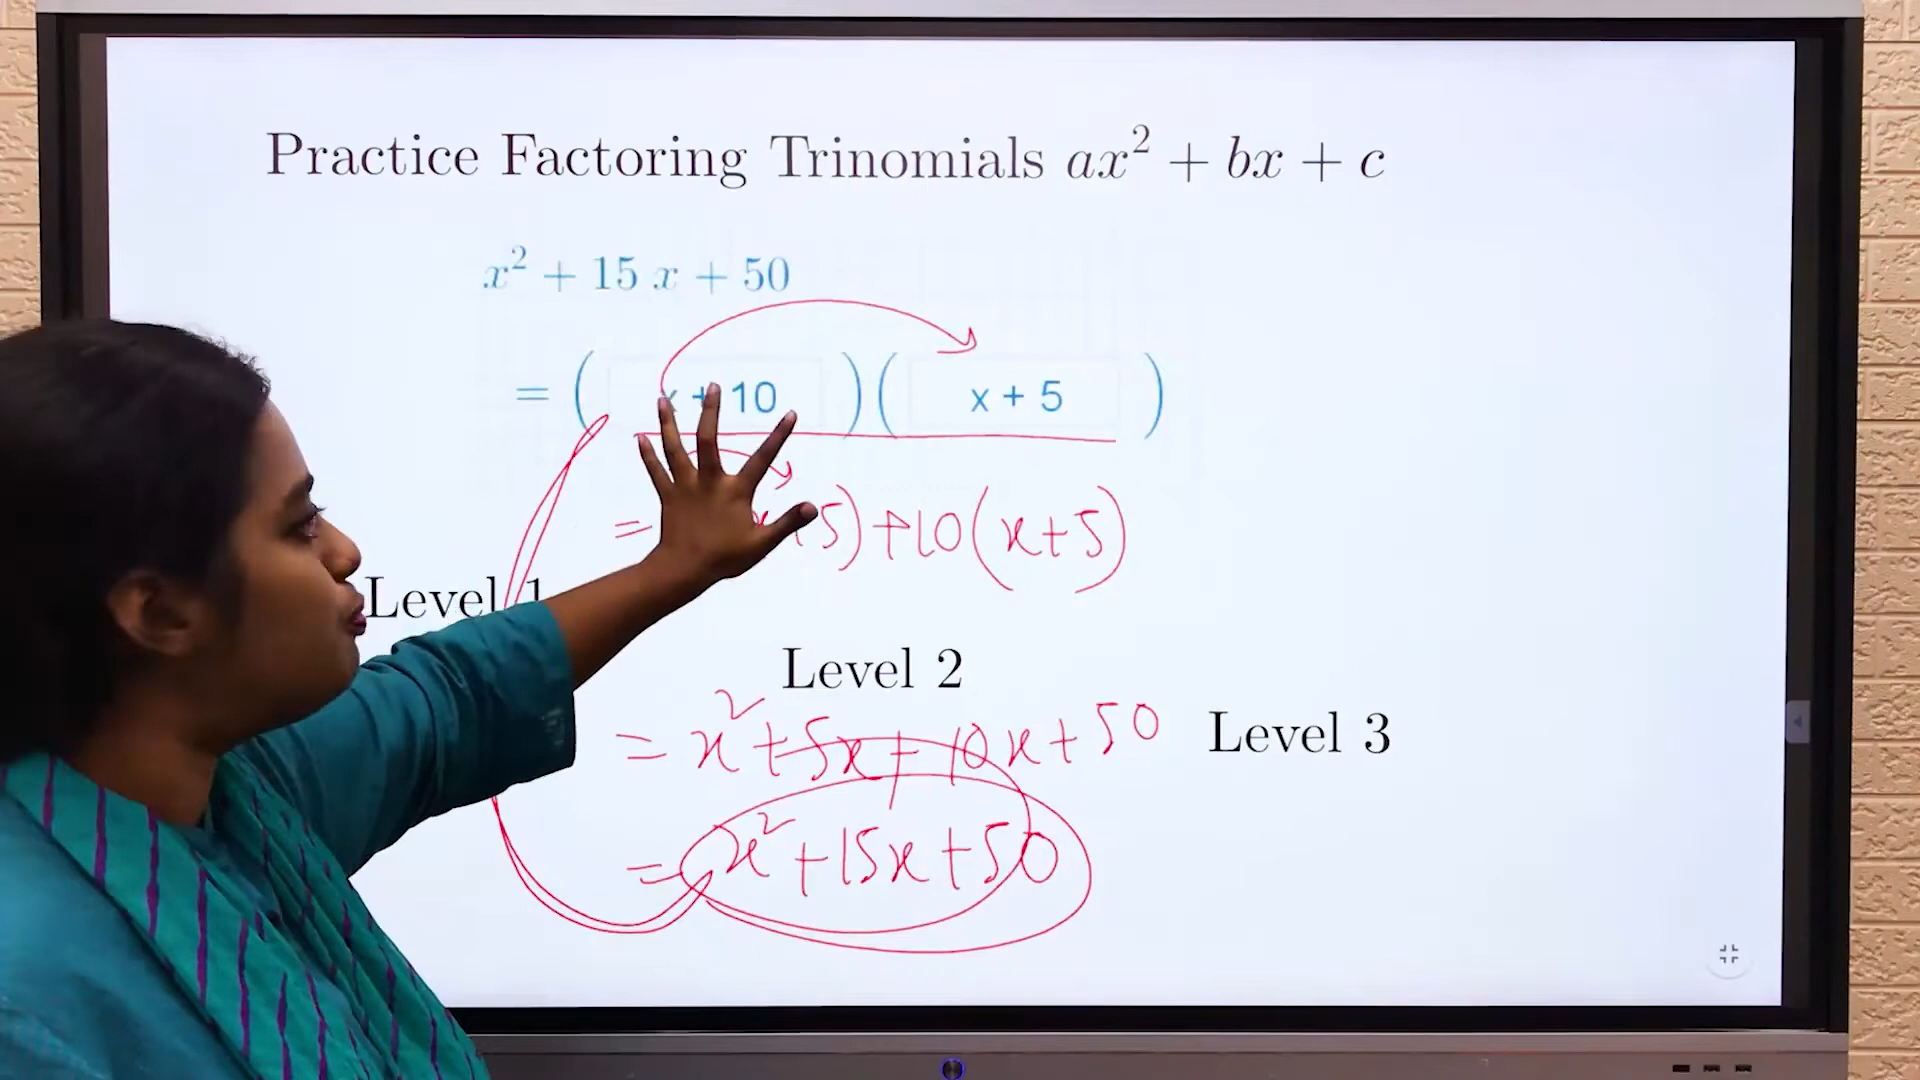 Practice Factoring Trinomials ax² + bx + c
x² + 15 x + 50
= ( + 10 ) ( x + 5 )
= 5) + 10 (x+5)
Level 1
Level 2
= x² + 5x + 10x + 50
Level 3
= x² + 15x + 50